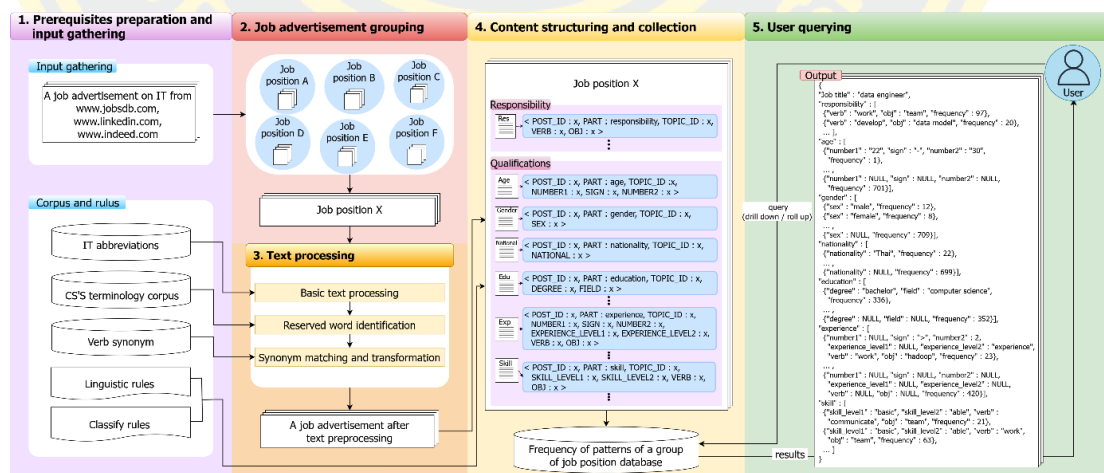 1. Prerequisites preparation and
input gathering
Input gathering
A job advertisement on IT from
www.jobsdb.com,
www.linkedin.com,
www.indeed.com
Corpus and rulus
IT abbreviations
CS'S terminology corpus
Verb synonym
Linguistic rules
Classify rules
2. Job advertisement grouping
Job
position A
Job
position B
Job
position C
Job
position D
Job
position E
Job
position F
Job position X
3. Text processing
Basic text processing
Reserved word identification
Synonym matching and transformation
A job advertisement after
text preprocessing
4. Content structuring and collection
Job position X
Responsibility
Res
< POST_ID : x, PART : responsibility, TOPIC_ID : x,
VERB : x, OBJ : x >
Qualifications
Age
< POST_ID : x, PART : age, TOPIC_ID :x,
NUMBER1 : x, SIGN : x, NUMBER2 : x >
Gender
< POST_ID : x, PART : gender, TOPIC_ID : x,
SEX : x >
National
< POST_ID : x, PART : nationality, TOPIC_ID : x,
NATIONAL : x >
Edu
< POST_ID : x, PART : education, TOPIC_ID : x,
DEGREE : x, FIELD : x >
Exp
< POST_ID : x, PART : experience, TOPIC_ID : x,
NUMBER1 : x, SIGN : x, NUMBER2 : x,
EXPERIENCE_LEVEL1 : x, EXPERIENCE_LEVEL2 : x,
VERB : x, OBJ : x >
Skill
< POST_ID : x, PART : skill, TOPIC_ID : x,
SKILL_LEVEL1 : x, SKILL_LEVEL2 : x, VERB : x,
OBJ : x >
Frequency of patterns of a group
of job position database
5. User querying
User
query
(drill down / roll up)
results
Output
{
"Job title" : "data engineer",
"responsibility" : [
{"verb" : "work", "obj" : "team", "frequency" : 97},
{"verb" : "develop", "obj" : "data model", "frequency" : 20},
... ],
"age" : [
{"number1" : "22", "sign" : "-", "number2" : "30",
"frequency" : 1},
... ,
{"number1" : NULL, "sign" : NULL, "number2" : NULL,
"frequency" : 701}],
"gender" : [
{"sex" : "male", "frequency" : 12},
{"sex" : "female", "frequency" : 8},
... ,
{"sex" : NULL, "frequency" : 709}],
"nationality" : [
{"nationality" : "Thai", "frequency" : 22},
... ,
{"nationality" : NULL, "frequency" : 699}],
"education" : [
{"degree" : "bachelor", "field" : "computer science",
"frequency" : 336},
... ,
{"degree" : NULL, "field" : NULL, "frequency" : 352}],
"experience" : [
{"number1" : NULL, "sign" : ">", "number2" : 2,
"experience_level1" : NULL, "experience_level2" : "experience",
"verb" : "work", "obj" : "hadoop", "frequency" : 23},
... ,
{"number1" : NULL, "sign" : NULL, "number2" : NULL,
"experience_level1" : NULL, "experience_level2" : NULL,
"verb" : NULL, "obj" : NULL, "frequency" : 420}],
"skill" : [
{"skill_level1" : "basic", "skill_level2" : "able", "verb" :
"communicate", "obj" : "team", "frequency" : 21},
{"skill_level1" : "basic", "skill_level2" : "able", "verb" : "work",
"obj" : "team", "frequency" : 63},
... ]
}